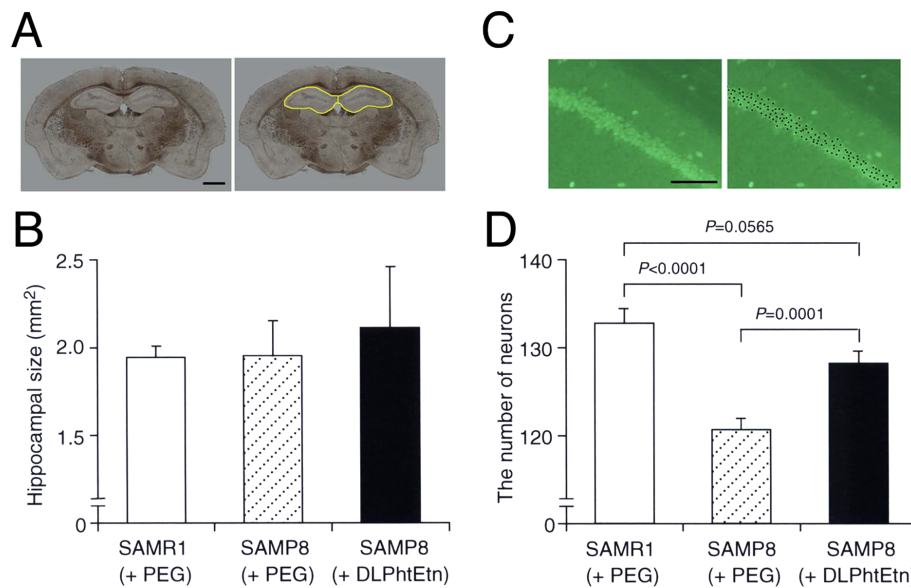 A
C
B
2.5
2.0
1.5
0
Hippocampal size (mm²)
SAMR1
(+ PEG)
SAMP8
(+ PEG)
SAMP8
(+ DLPhtEtn)
D
P=0.0565
P<0.0001
P=0.0001
140
130
120
0
The number of neurons
SAMR1
(+ PEG)
SAMP8
(+ PEG)
SAMP8
(+ DLPhtEtn)